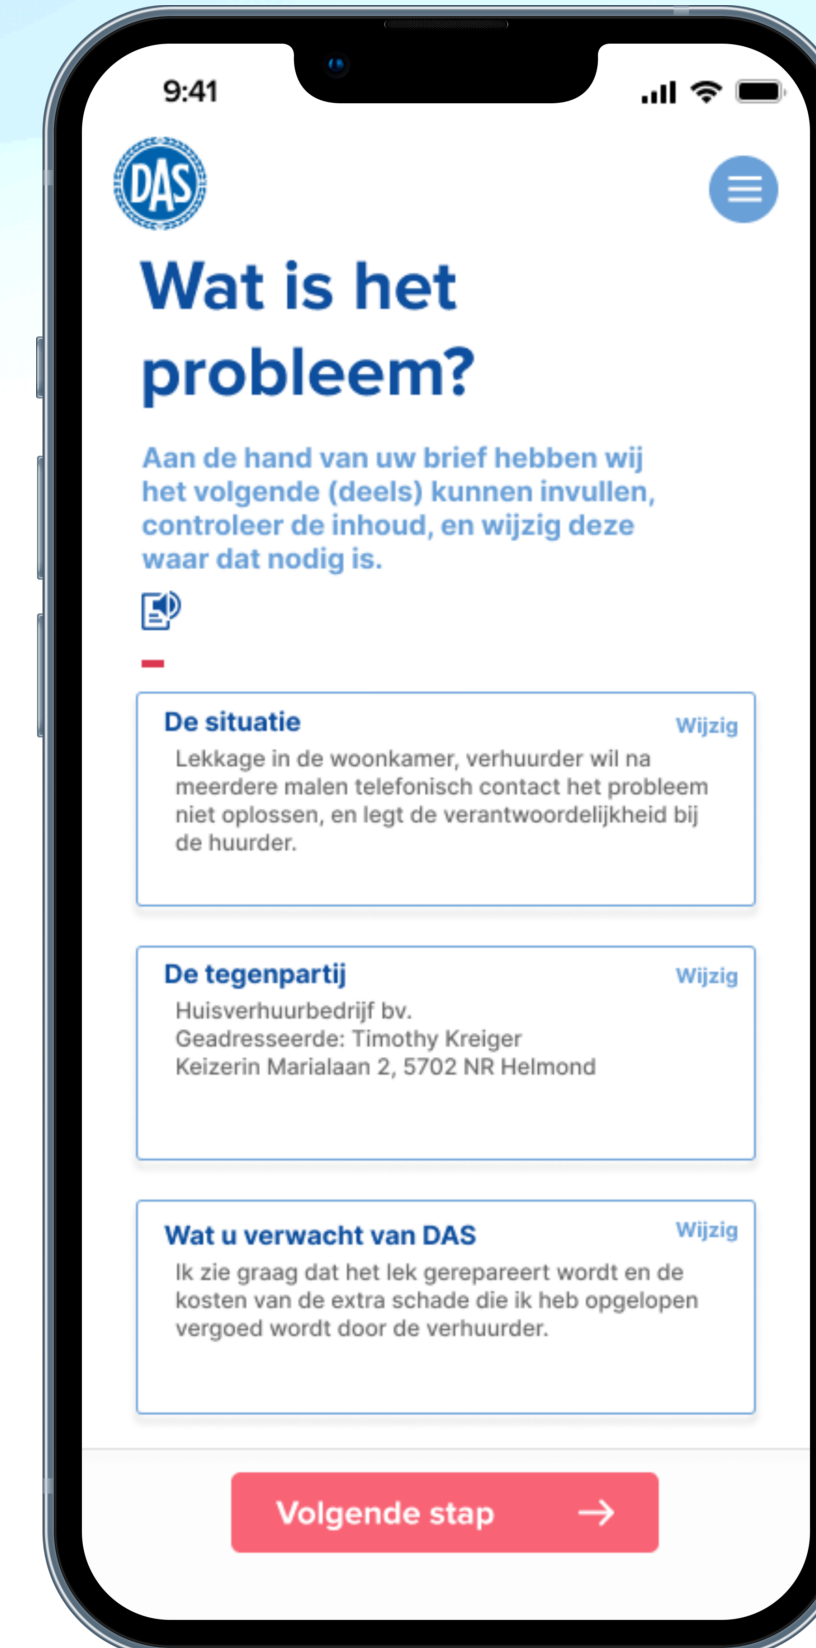 9:41
DAS
Wat is het
probleem?
Aan de hand van uw brief hebben wij
het volgende (deels) kunnen invullen,
controleer de inhoud, en wijzig deze
waar dat nodig is.
De situatie
Wijzig
Lekkage in de woonkamer, verhuurder wil na
meerdere malen telefonisch contact het probleem
niet oplossen, en legt de verantwoordelijkheid bij
de huurder.
De tegenpartij
Wijzig
Huisverhuurbedrijf bv.
Geadresseerde: Timothy Kreiger
Keizerin Marialaan 2, 5702 NR Helmond
Wat u verwacht van DAS
Wijzig
Ik zie graag dat het lek gerepareert wordt en de
kosten van de extra schade die ik heb opgelopen
vergoed wordt door de verhuurder.
Volgende stap